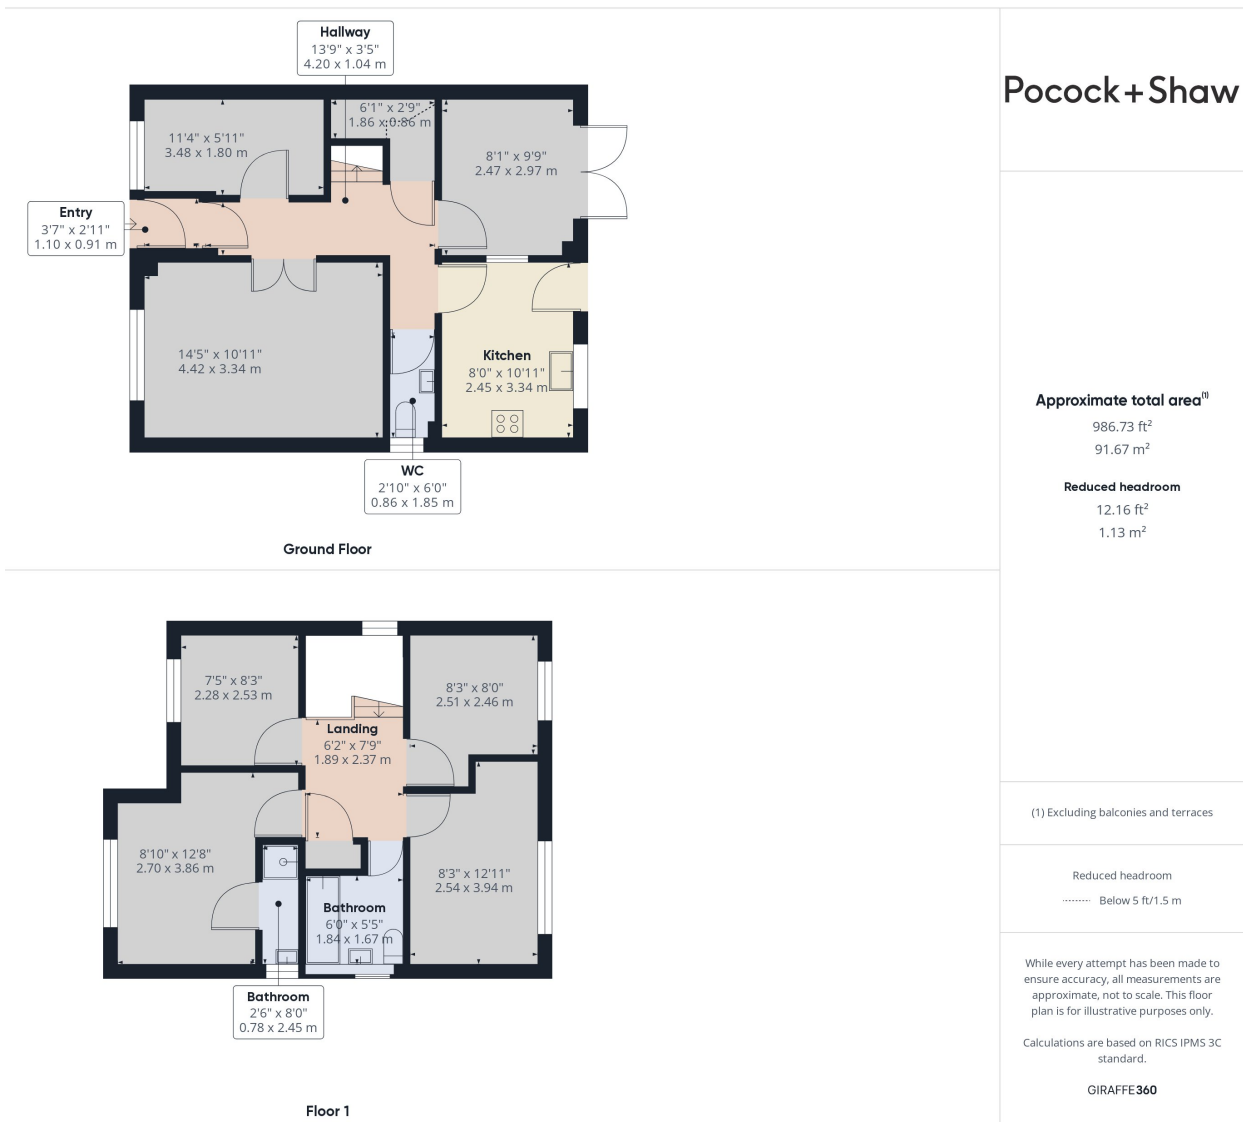 Hallway
13'9" x 3'5"
4.20 x 1.04 m
6'1" x 2'9"
1.86 x 0.86 m
11'4" x 5'11"
3.48 x 1.80 m
8'1" x 9'9"
2.47 x 2.97 m
Entry
3'7" x 2'11"
1.10 x 0.91 m
14'5" x 10'11"
4.42 x 3.34 m
Kitchen
8'0" x 10'11"
2.45 x 3.34 m
WC
2'10" x 6'0"
0.86 x 1.85 m
Ground Floor
7'5" x 8'3"
2.28 x 2.53 m
8'3" x 8'0"
2.51 x 2.46 m
Landing
6'2" x 7'9"
1.89 x 2.37 m
8'10" x 12'8"
2.70 x 3.86 m
8'3" x 12'11"
2.54 x 3.94 m
Bathroom
6'0" x 5'5"
1.84 x 1.67 m
Bathroom
2'6" x 8'0"
0.78 x 2.45 m
Floor 1
Pocock+Shaw
Approximate total area(1)
986.73 ft²
91.67 m²
Reduced headroom
12.16 ft²
1.13 m²
(1) Excluding balconies and terraces
Reduced headroom
Below 5 ft/1.5 m
While every attempt has been made to
ensure accuracy, all measurements are
approximate, not to scale. This floor
plan is for illustrative purposes only.
Calculations are based on RICS IPMS 3C
standard.
GIRAFFE360